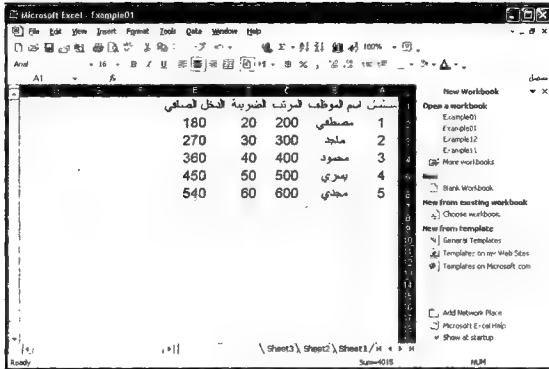 Microsoft Excel - Example01
File Edit View Insert Format Tools Data Window Help
100%
Arial 16 B I U
A1 fx
مسلسل اسم الموظف المرتب الضريبة الدخل الصافي
1 مصطفى 200 20 180
2 ماجد 300 30 270
3 محمود 400 40 360
4 يسري 500 50 450
5 مجدي 600 60 540
New Workbook
Open a workbook
Example01
Example01
Example12
Example11
More workbooks
New
Blank Workbook
New from existing workbook
Choose workbook
New from template
General Templates
Templates on my Web Sites
Templates on Microsoft.com
Add Network Place
Microsoft Excel Help
Show at startup
Sheet3 Sheet2 Sheet1
Ready Sum=4015 NUM